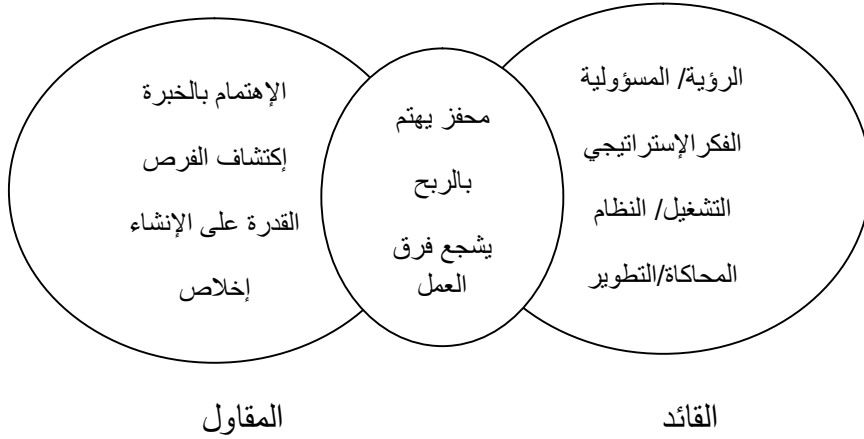 الرؤية/ المسؤولية
الفكرالإستراتيجي
التشغيل/ النظام
المحاكاة/التطوير
محفز يهتم
بالربح
يشجع فرق
العمل
الإهتمام بالخبرة
إكتشاف الفرص
القدرة على الإنشاء
إخلاص
القائد
المقاول